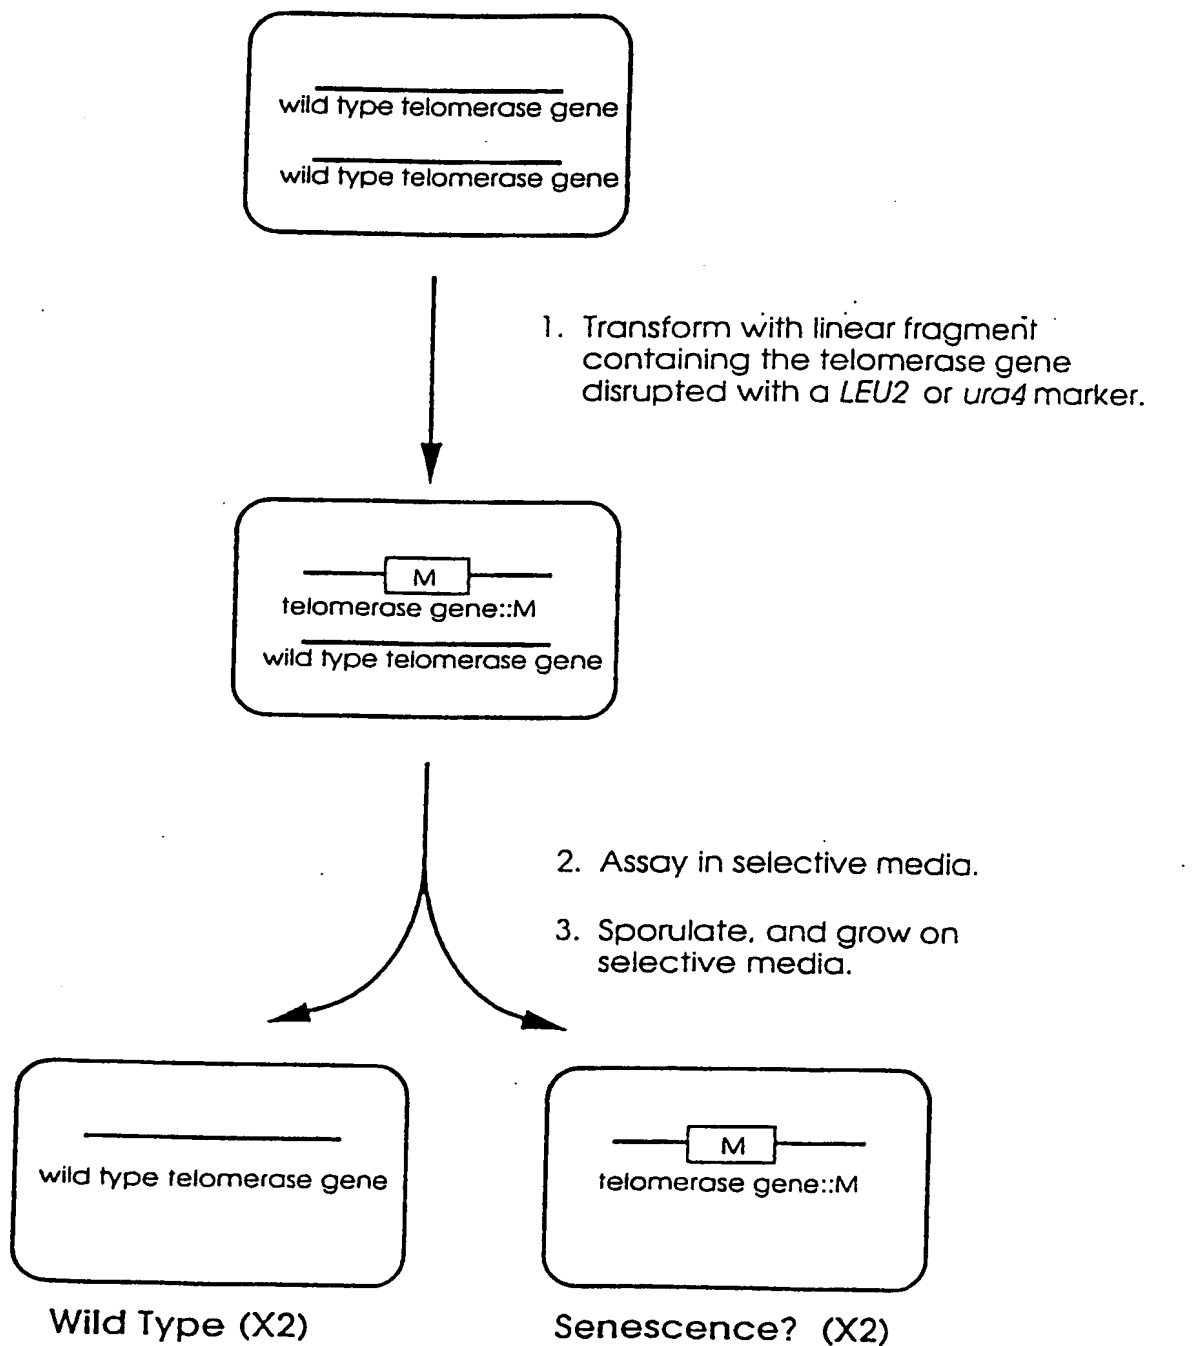 wild type telomerase gene
wild type telomerase gene
1. Transform with linear fragment
containing the telomerase gene
disrupted with a LEU2 or ura4 marker.
M
telomerase gene::M
wild type telomerase gene
2. Assay in selective media.
3. Sporulate, and grow on
selective media.
wild type telomerase gene
M
telomerase gene::M
Wild Type (X2)
Senescence? (X2)